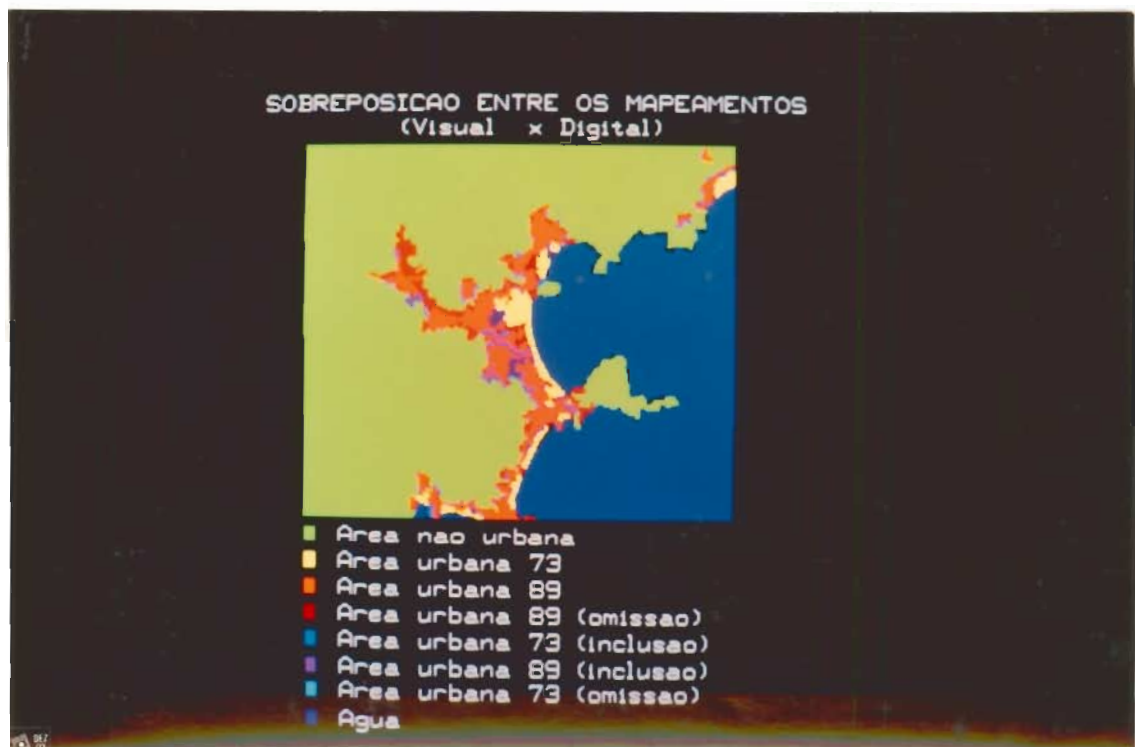 SOBREPOSICAO ENTRE OS MAPEAMENTOS
(Visual x Digital)
Area nao urbana
Area urbana 73
Area urbana 89
Area urbana 89 (omissao)
Area urbana 73 (inclusao)
Area urbana 89 (inclusao)
Area urbana 73 (omissao)
Agua
DEZ